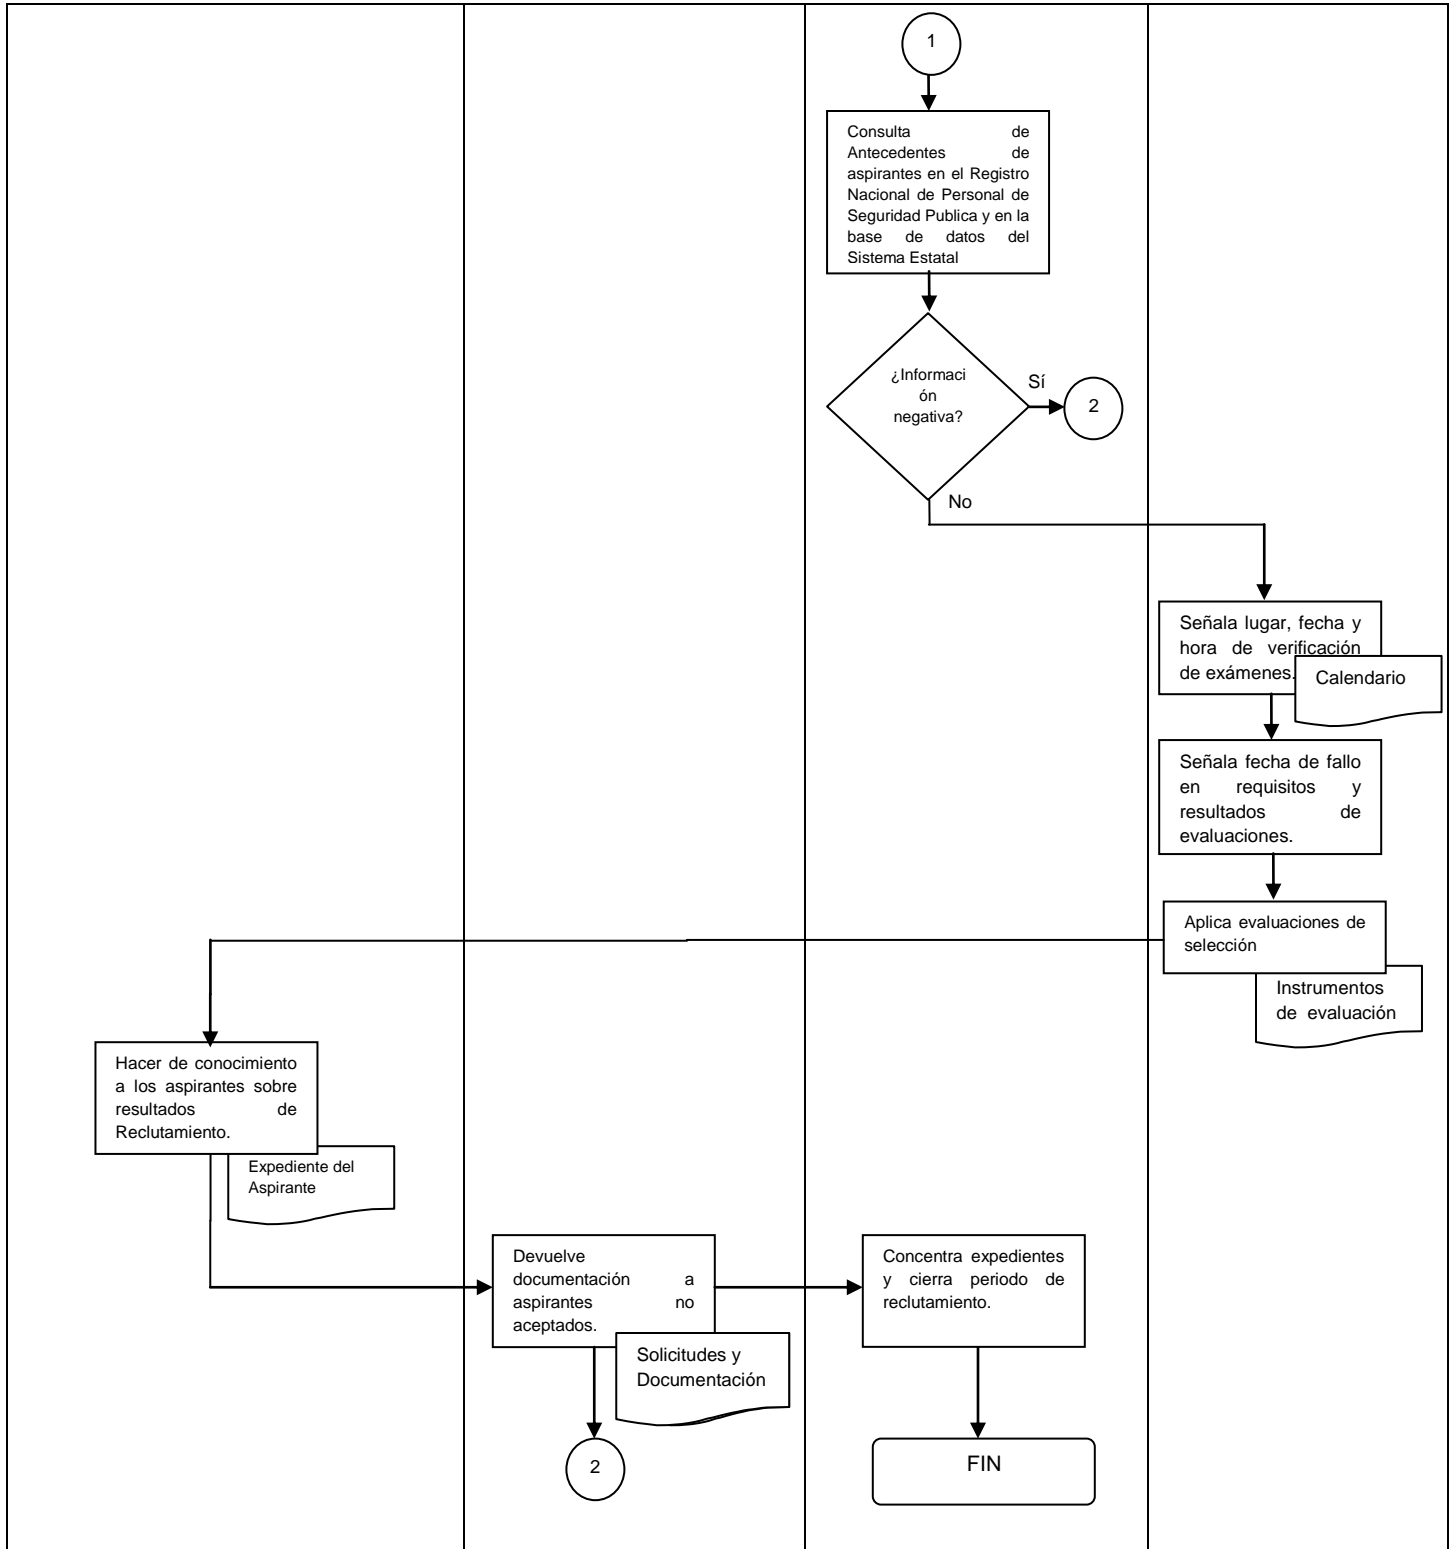 1
Consulta de
Antecedentes de
aspirantes en el Registro
Nacional de Personal de
Seguridad Publica y en la
base de datos del
Sistema Estatal
¿Informaci
ón
negativa?
Sí
2
No
Señala lugar, fecha y
hora de verificación
de exámenes.
Calendario
Señala fecha de fallo
en requisitos y
resultados de
evaluaciones.
Aplica evaluaciones de
selección
Instrumentos
de evaluación
Hacer de conocimiento
a los aspirantes sobre
resultados de
Reclutamiento.
Expediente del
Aspirante
Devuelve
documentación a
aspirantes no
aceptados.
Solicitudes y
Documentación
Concentra expedientes
y cierra periodo de
reclutamiento.
2
FIN